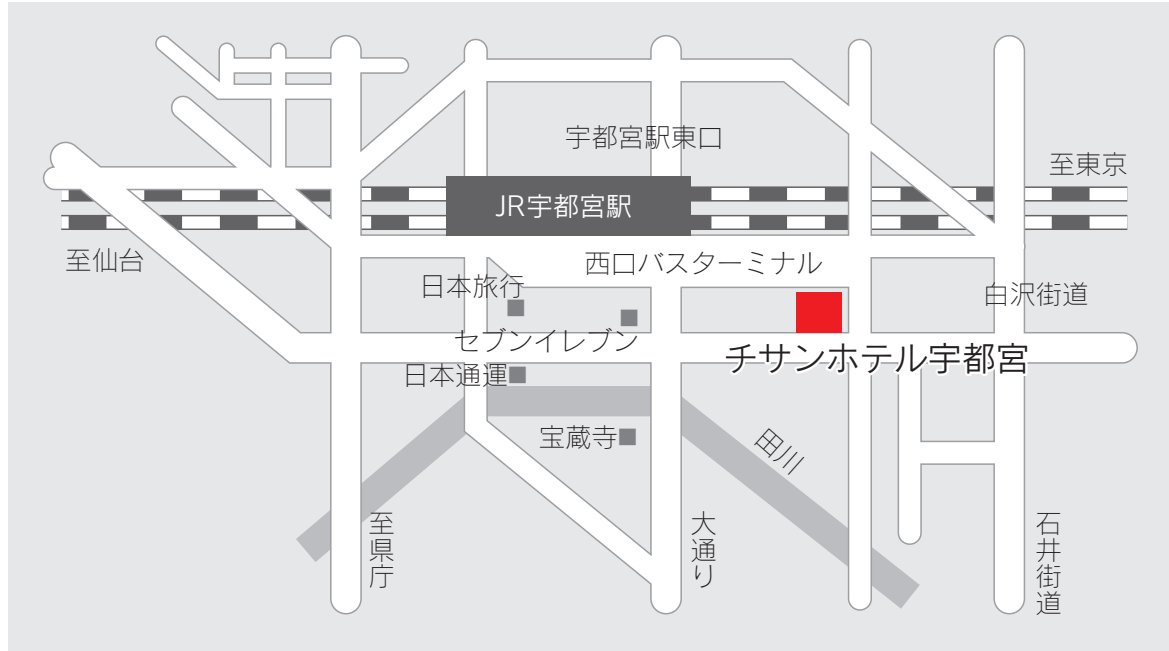 宇都宮駅東口
至東京
JR宇都宮駅
至仙台
西口バスターミナル
日本旅行
白沢街道
セブンイレブン
チサンホテル宇都宮
日本通運
宝蔵寺
田川
至県庁
大通り
石井街道